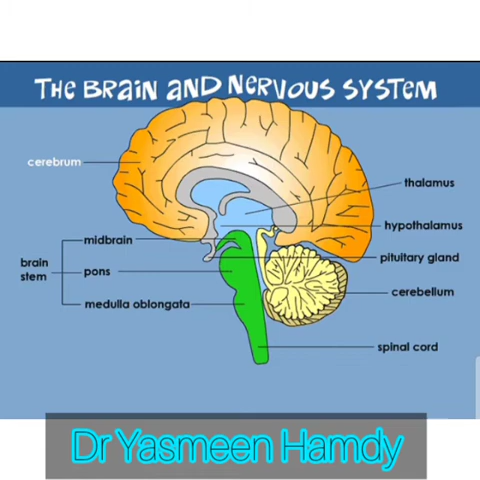 THE BRAIN AND NERVOUS SYSTEM
cerebrum
thalamus
hypothalamus
midbrain
brain
stem
pons
pituitary gland
cerebellum
medulla oblongata
spinal cord
Dr Yasmeen Hamdy